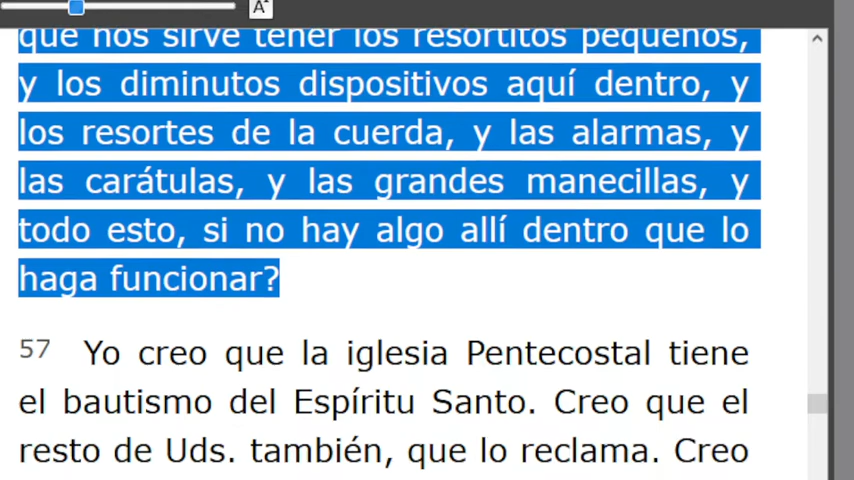 A
que nos sirve tener los resortitos pequeños,
y los diminutos dispositivos aquí dentro, y
los resortes de la cuerda, y las alarmas, y
las carátulas, y las grandes manecillas, y
todo esto, si no hay algo allí dentro que lo
haga funcionar?
57 Yo creo que la iglesia Pentecostal tiene
el bautismo del Espíritu Santo. Creo que el
resto de Uds. también, que lo reclama. Creo